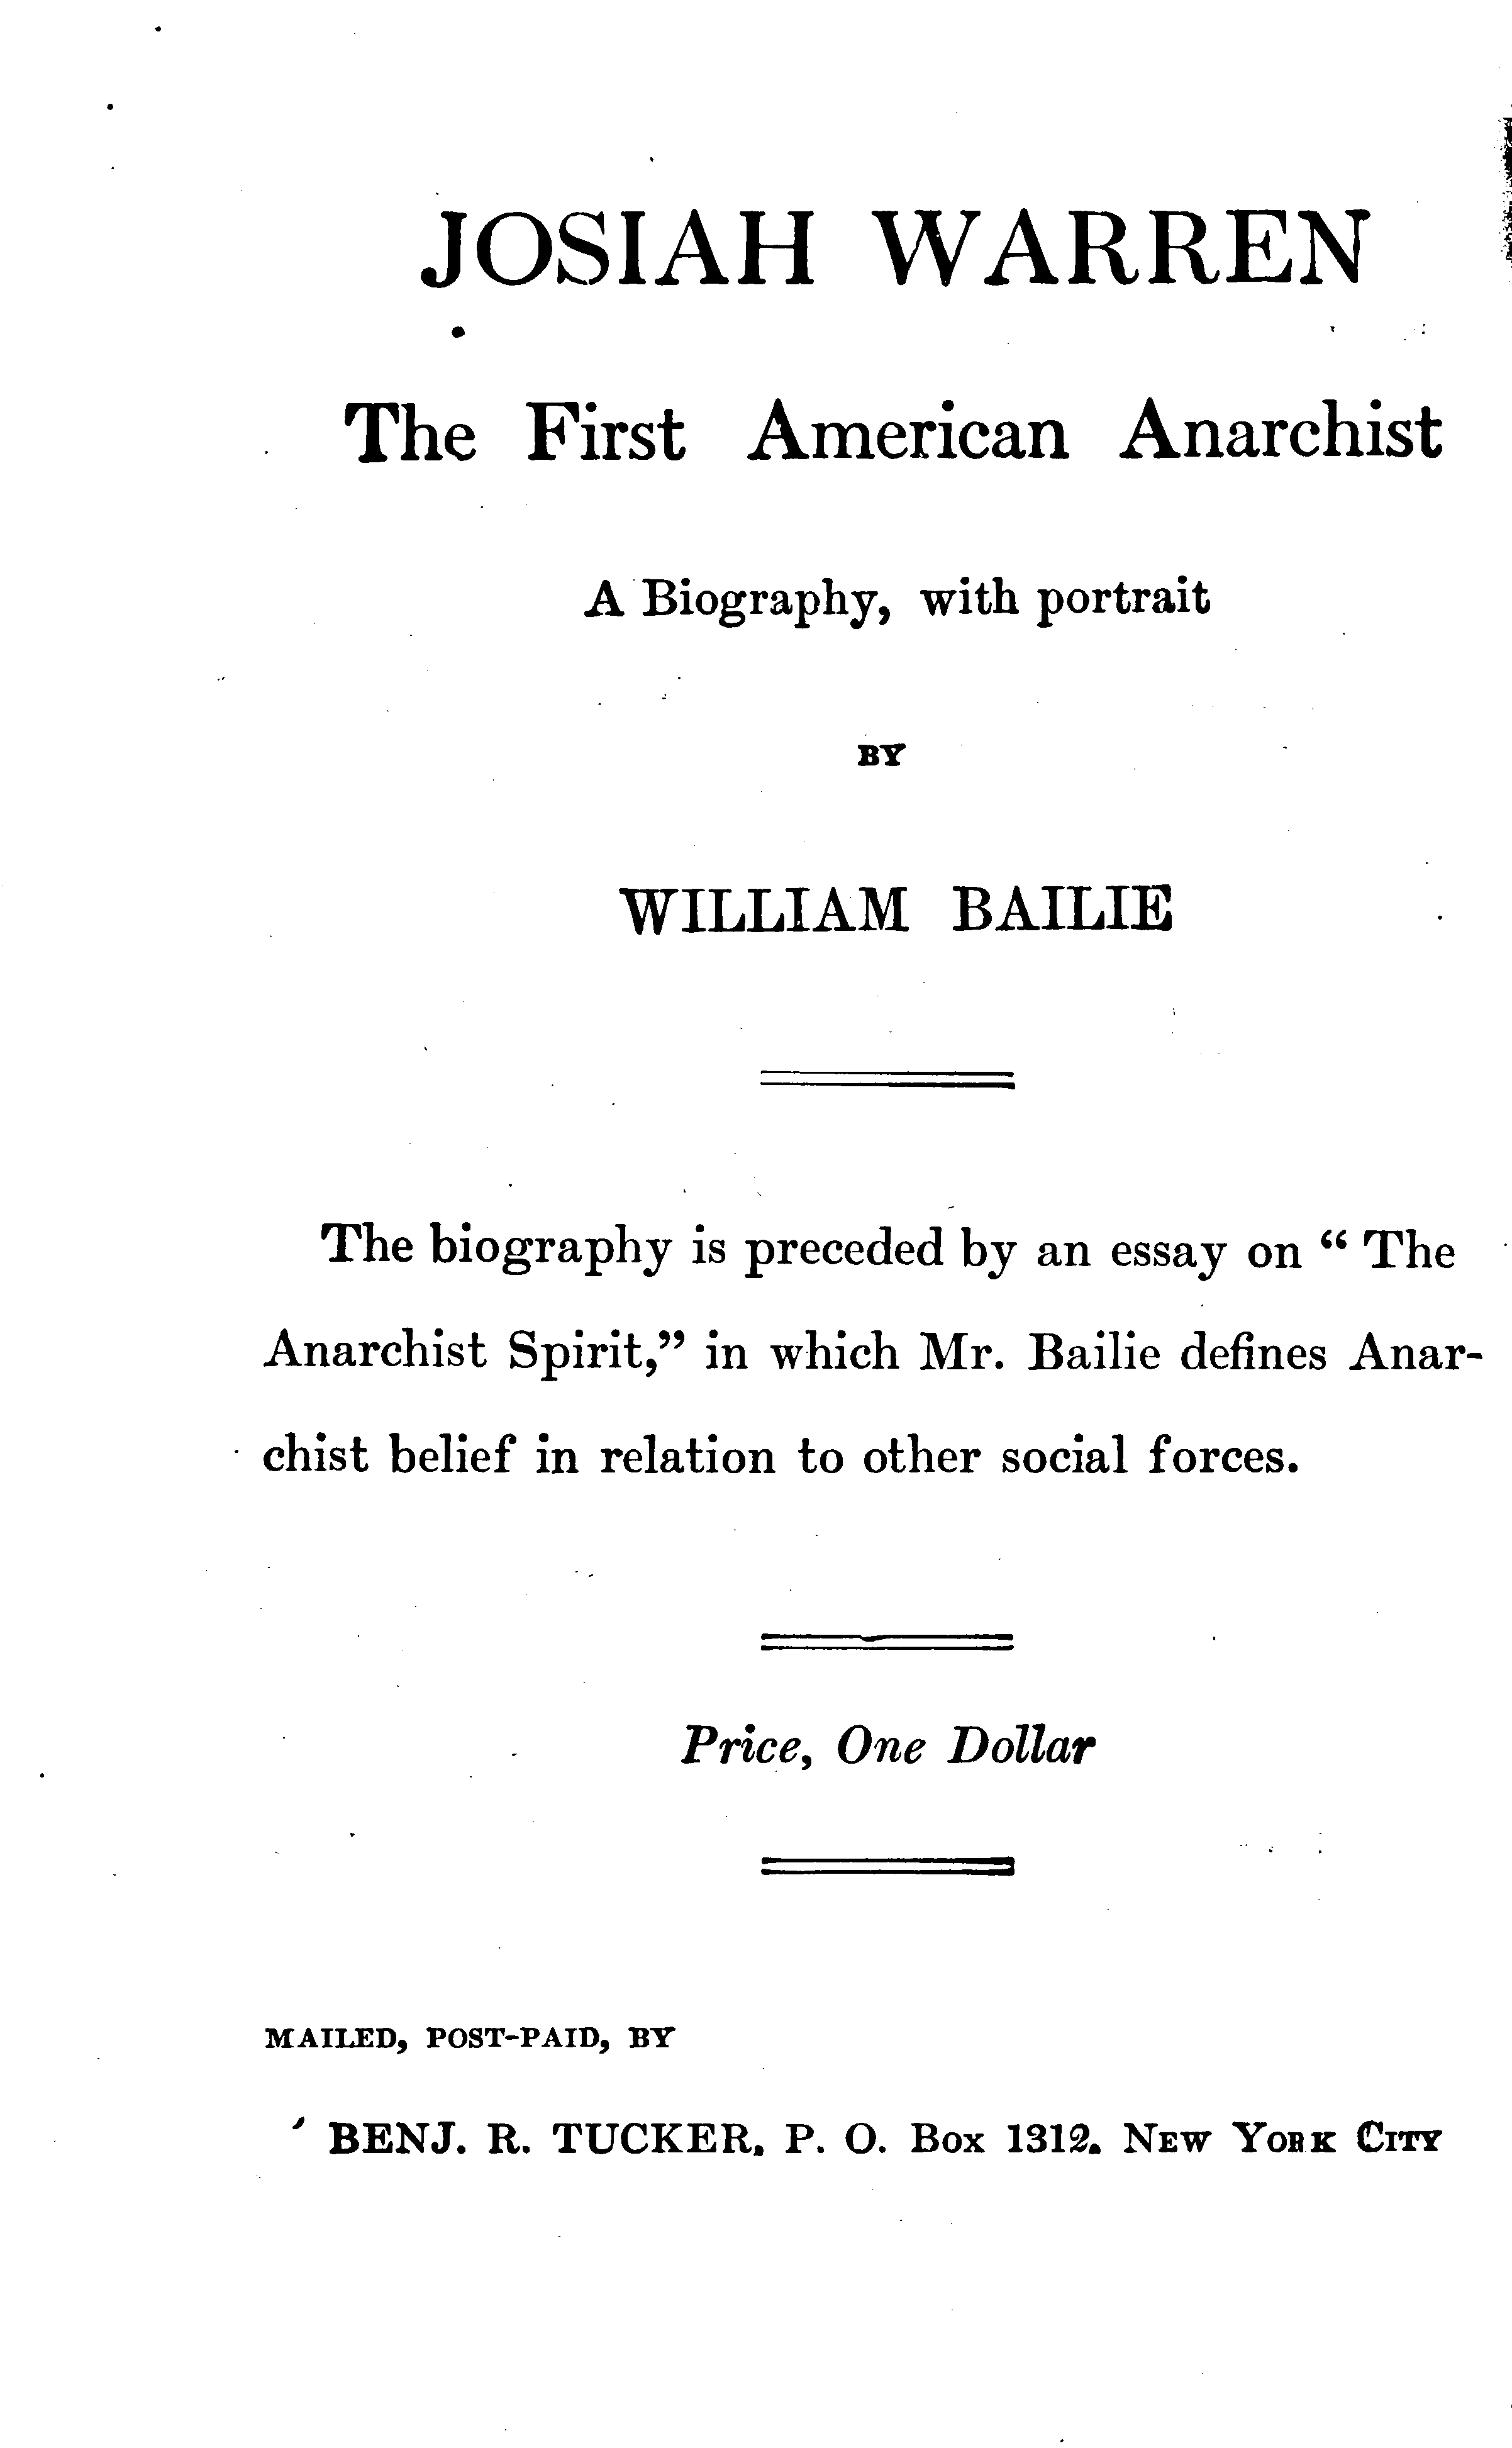 JOSIAH WARREN
The First American Anarchist
A Biography, with portrait
BY
WILLIAM BAILIE
The biography is preceded by an essay on “ The
Anarchist Spirit,” in which Mr. Bailie defines Anar-
chist belief in relation to other social forces.
Price, One Dollar
MAILED, POST-PAID, BY
BENJ. R. TUCKER, P. O. Box 1312, NEW YORK CITY